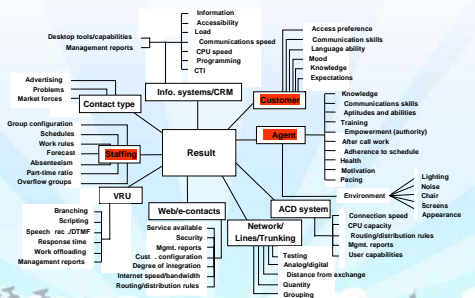 Information
Accessibility
Load
Communications speed
CPU speed
Programming
CTI
Desktop tools/capabilities
Management reports
Info. systems/CRM
Access preference
Communication skills
Language ability
Mood
Knowledge
Expectations
Customer
Advertising
Problems
Market forces
Contact type
Knowledge
Communications skills
Aptitudes and abilities
Training
Empowerment (authority)
After call work
Adherence to schedule
Health
Motivation
Pacing
Agent
Environment
Lighting
Noise
Chair
Screens
Appearance
Group configuration
Schedules
Work rules
Forecast
Absenteeism
Part-time ratio
Overflow groups
Staffing
Result
VRU
Branching
Scripting
Speech rec ./DTMF
Response time
Work offloading
Management reports
Web/e-contacts
Service available
Security
Mgmt. reports
Cust . configuration
Degree of integration
Internet speed/bandwidth
Routing/distribution rules
Network/
Lines/Trunking
Testing
Analog/digital
Distance from exchange
Quantity
Grouping
ACD system
Connection speed
CPU capacity
Routing/distribution rules
Mgmt. reports
User capabilities